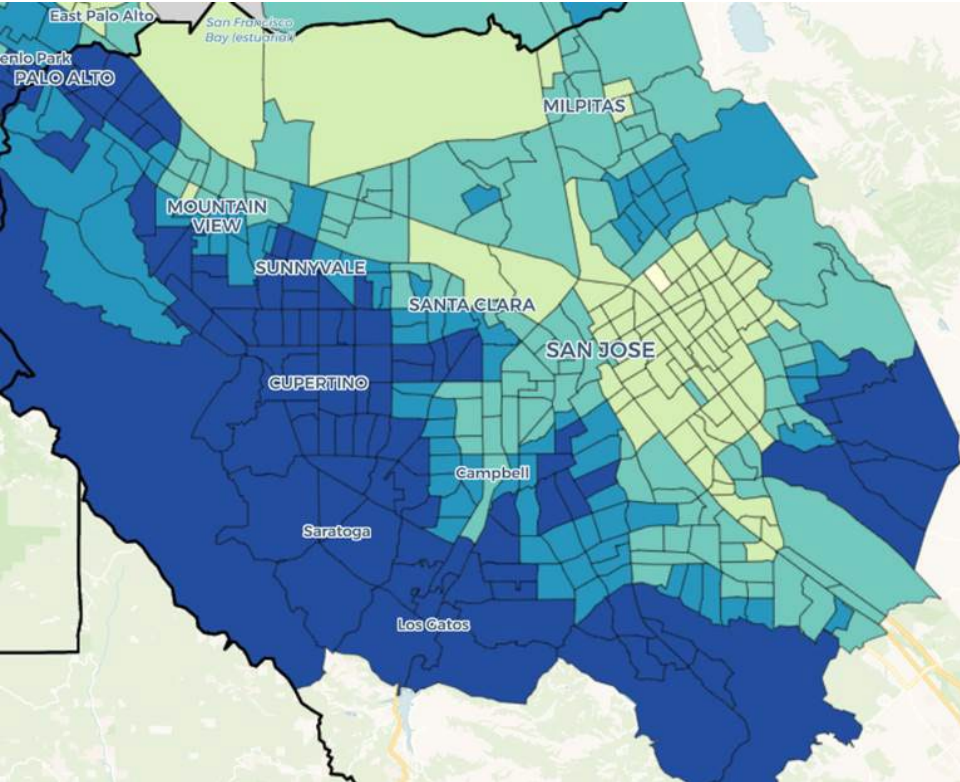 East Palo Alto
San Francisco
Bay (estuarial)
enlo Park
PALO ALTO
MILPITAS
MOUNTAIN
VIEW
SUNNYVALE
SANTA CLARA
SAN JOSE
CUPERTINO
Campbell
Saratoga
Los Gatos